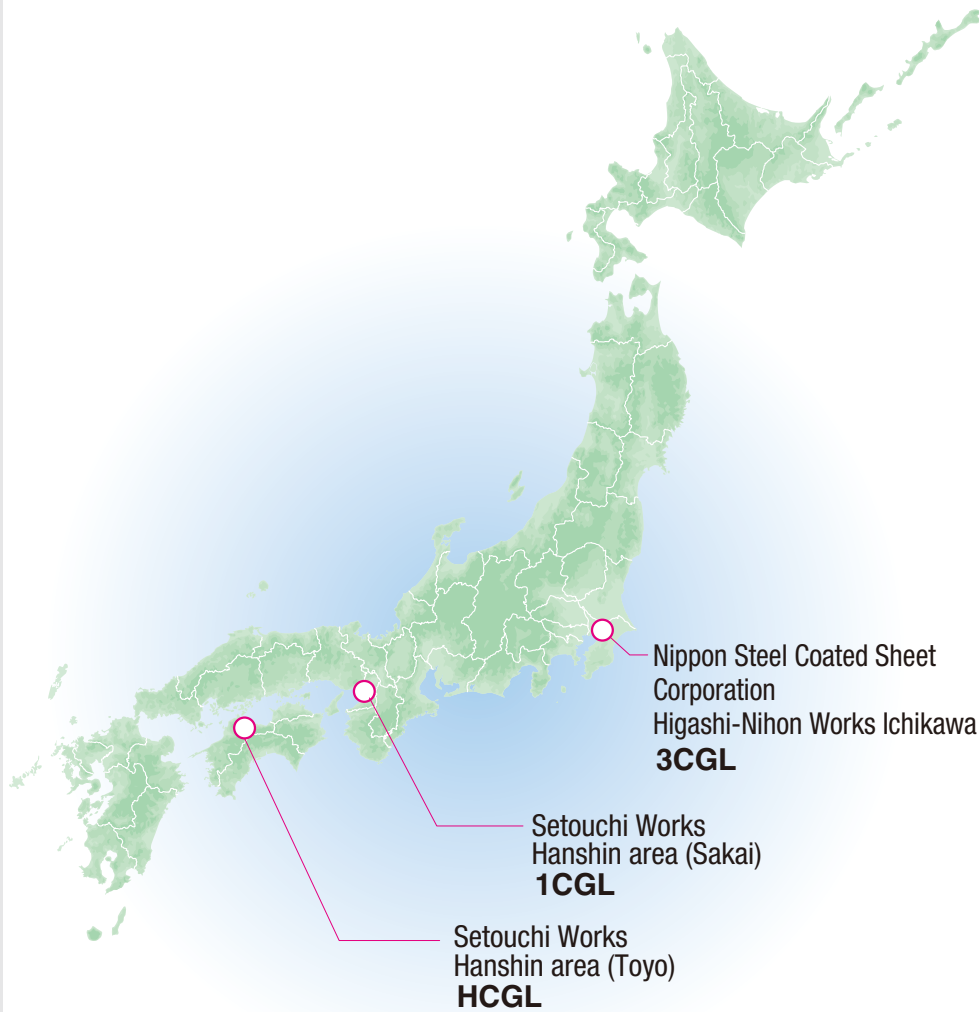 Nippon Steel Coated Sheet
Corporation
Higashi-Nihon Works Ichikawa
3CGL
Setouchi Works
Hanshin area (Sakai)
1CGL
Setouchi Works
Hanshin area (Toyo)
HCGL